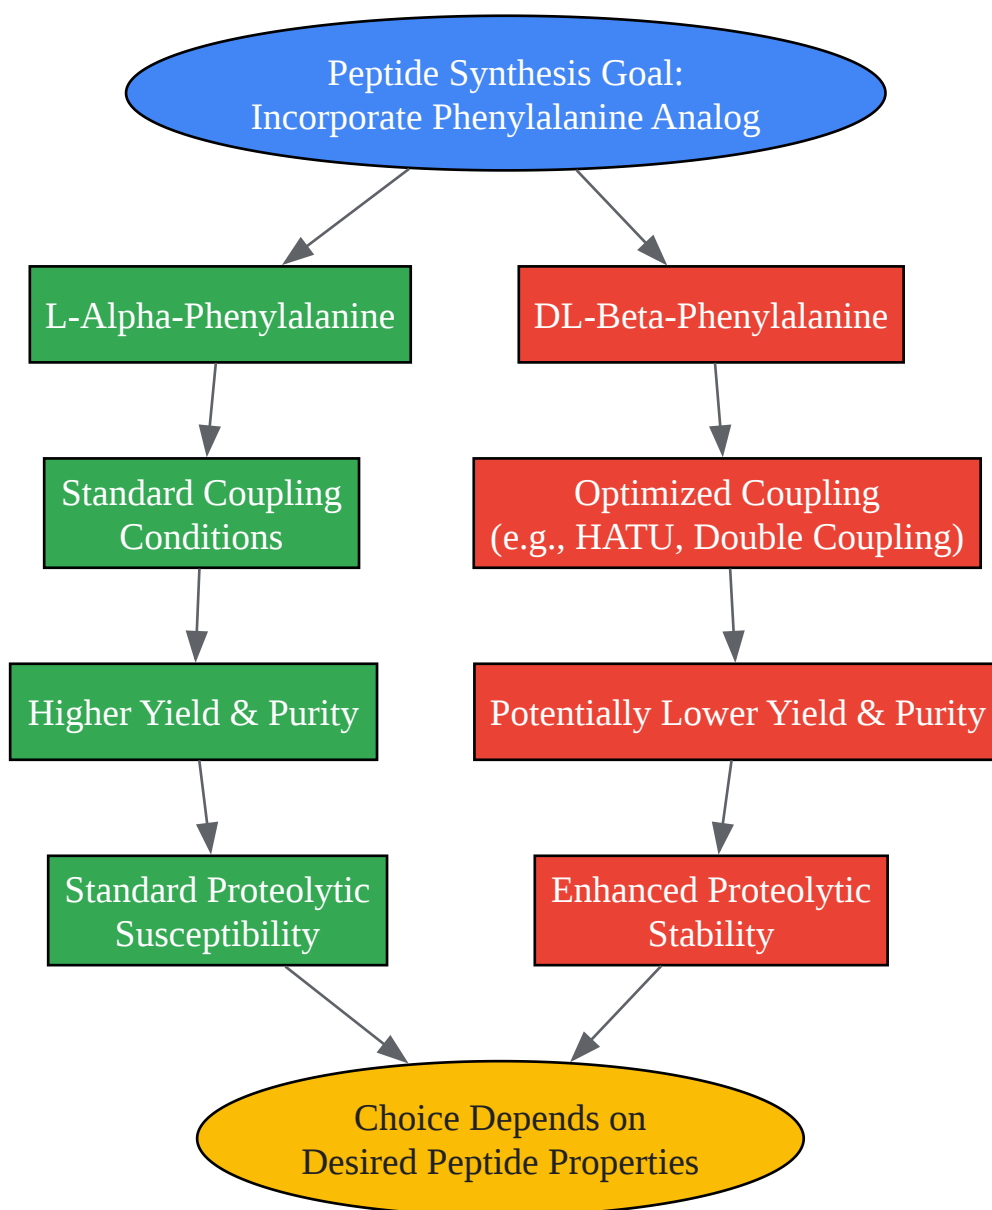 Peptide Synthesis Goal:
Incorporate Phenylalanine Analog
L-Alpha-Phenylalanine
DL-Beta-Phenylalanine
Standard Coupling
Conditions
Optimized Coupling
(e.g., HATU, Double Coupling)
Higher Yield & Purity
Potentially Lower Yield & Purity
Standard Proteolytic
Susceptibility
Enhanced Proteolytic
Stability
Choice Depends on
Desired Peptide Properties